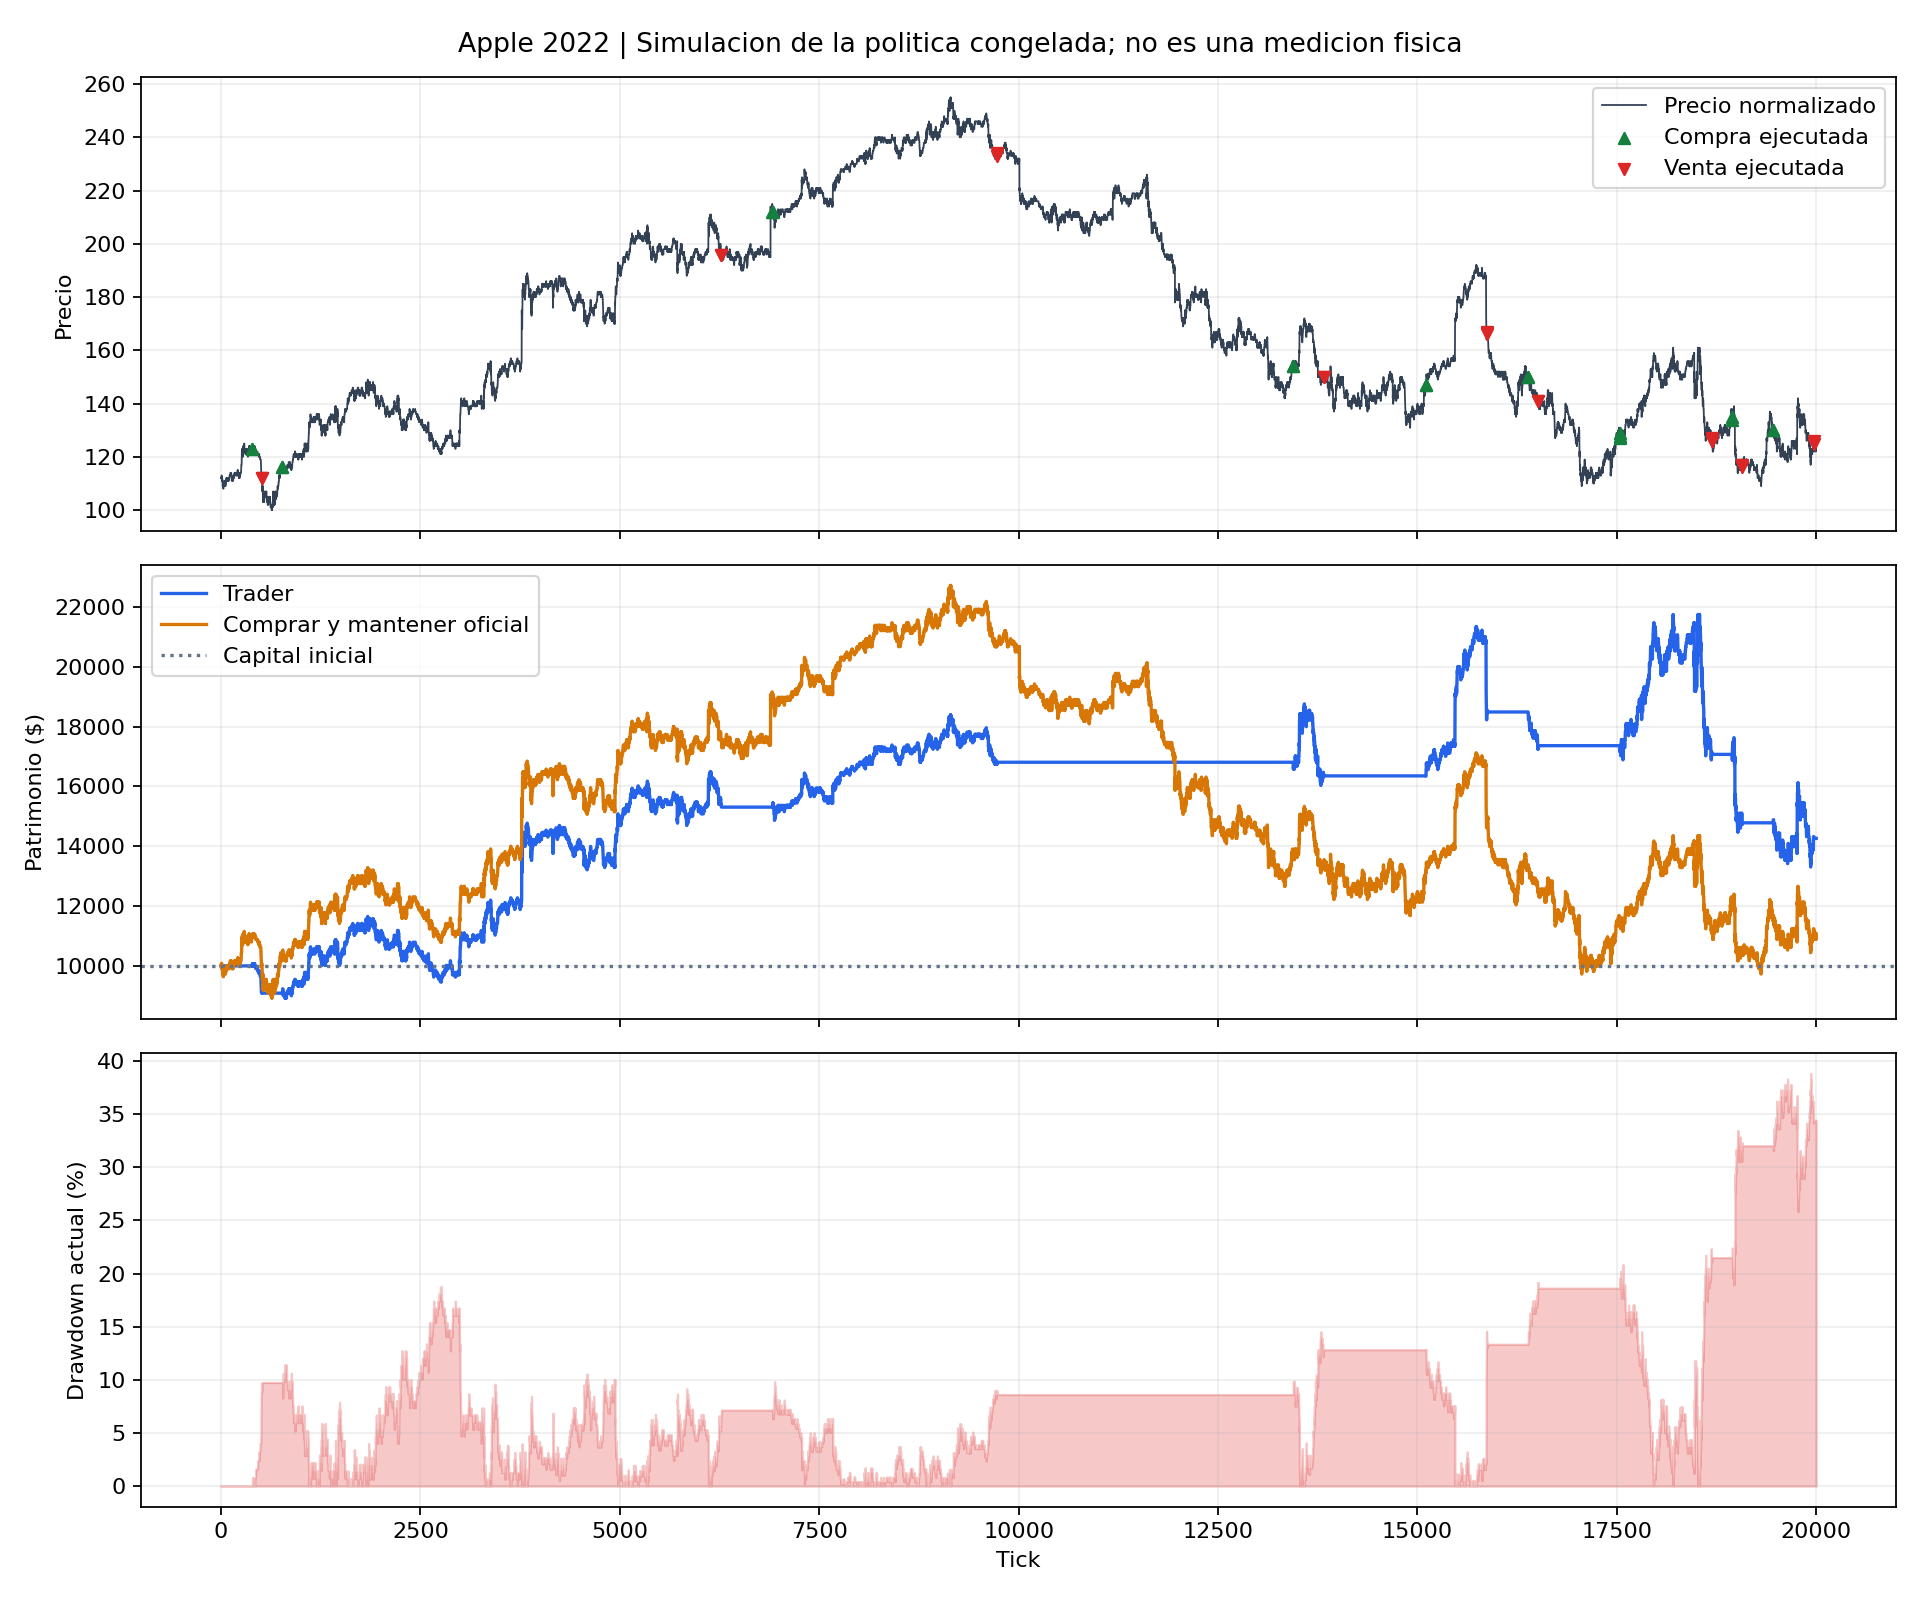 Apple 2022 | Simulacion de la politica congelada; no es una medicion fisica
260
240
220
200
180
160
140
120
100
Precio
Precio normalizado
Compra ejecutada
Venta ejecutada
22000
20000
18000
16000
14000
12000
10000
Patrimonio ($)
Trader
Comprar y mantener oficial
Capital inicial
40
35
30
25
20
15
10
5
0
Drawdown actual (%)
0 2500 5000 7500 10000 12500 15000 17500 20000
Tick